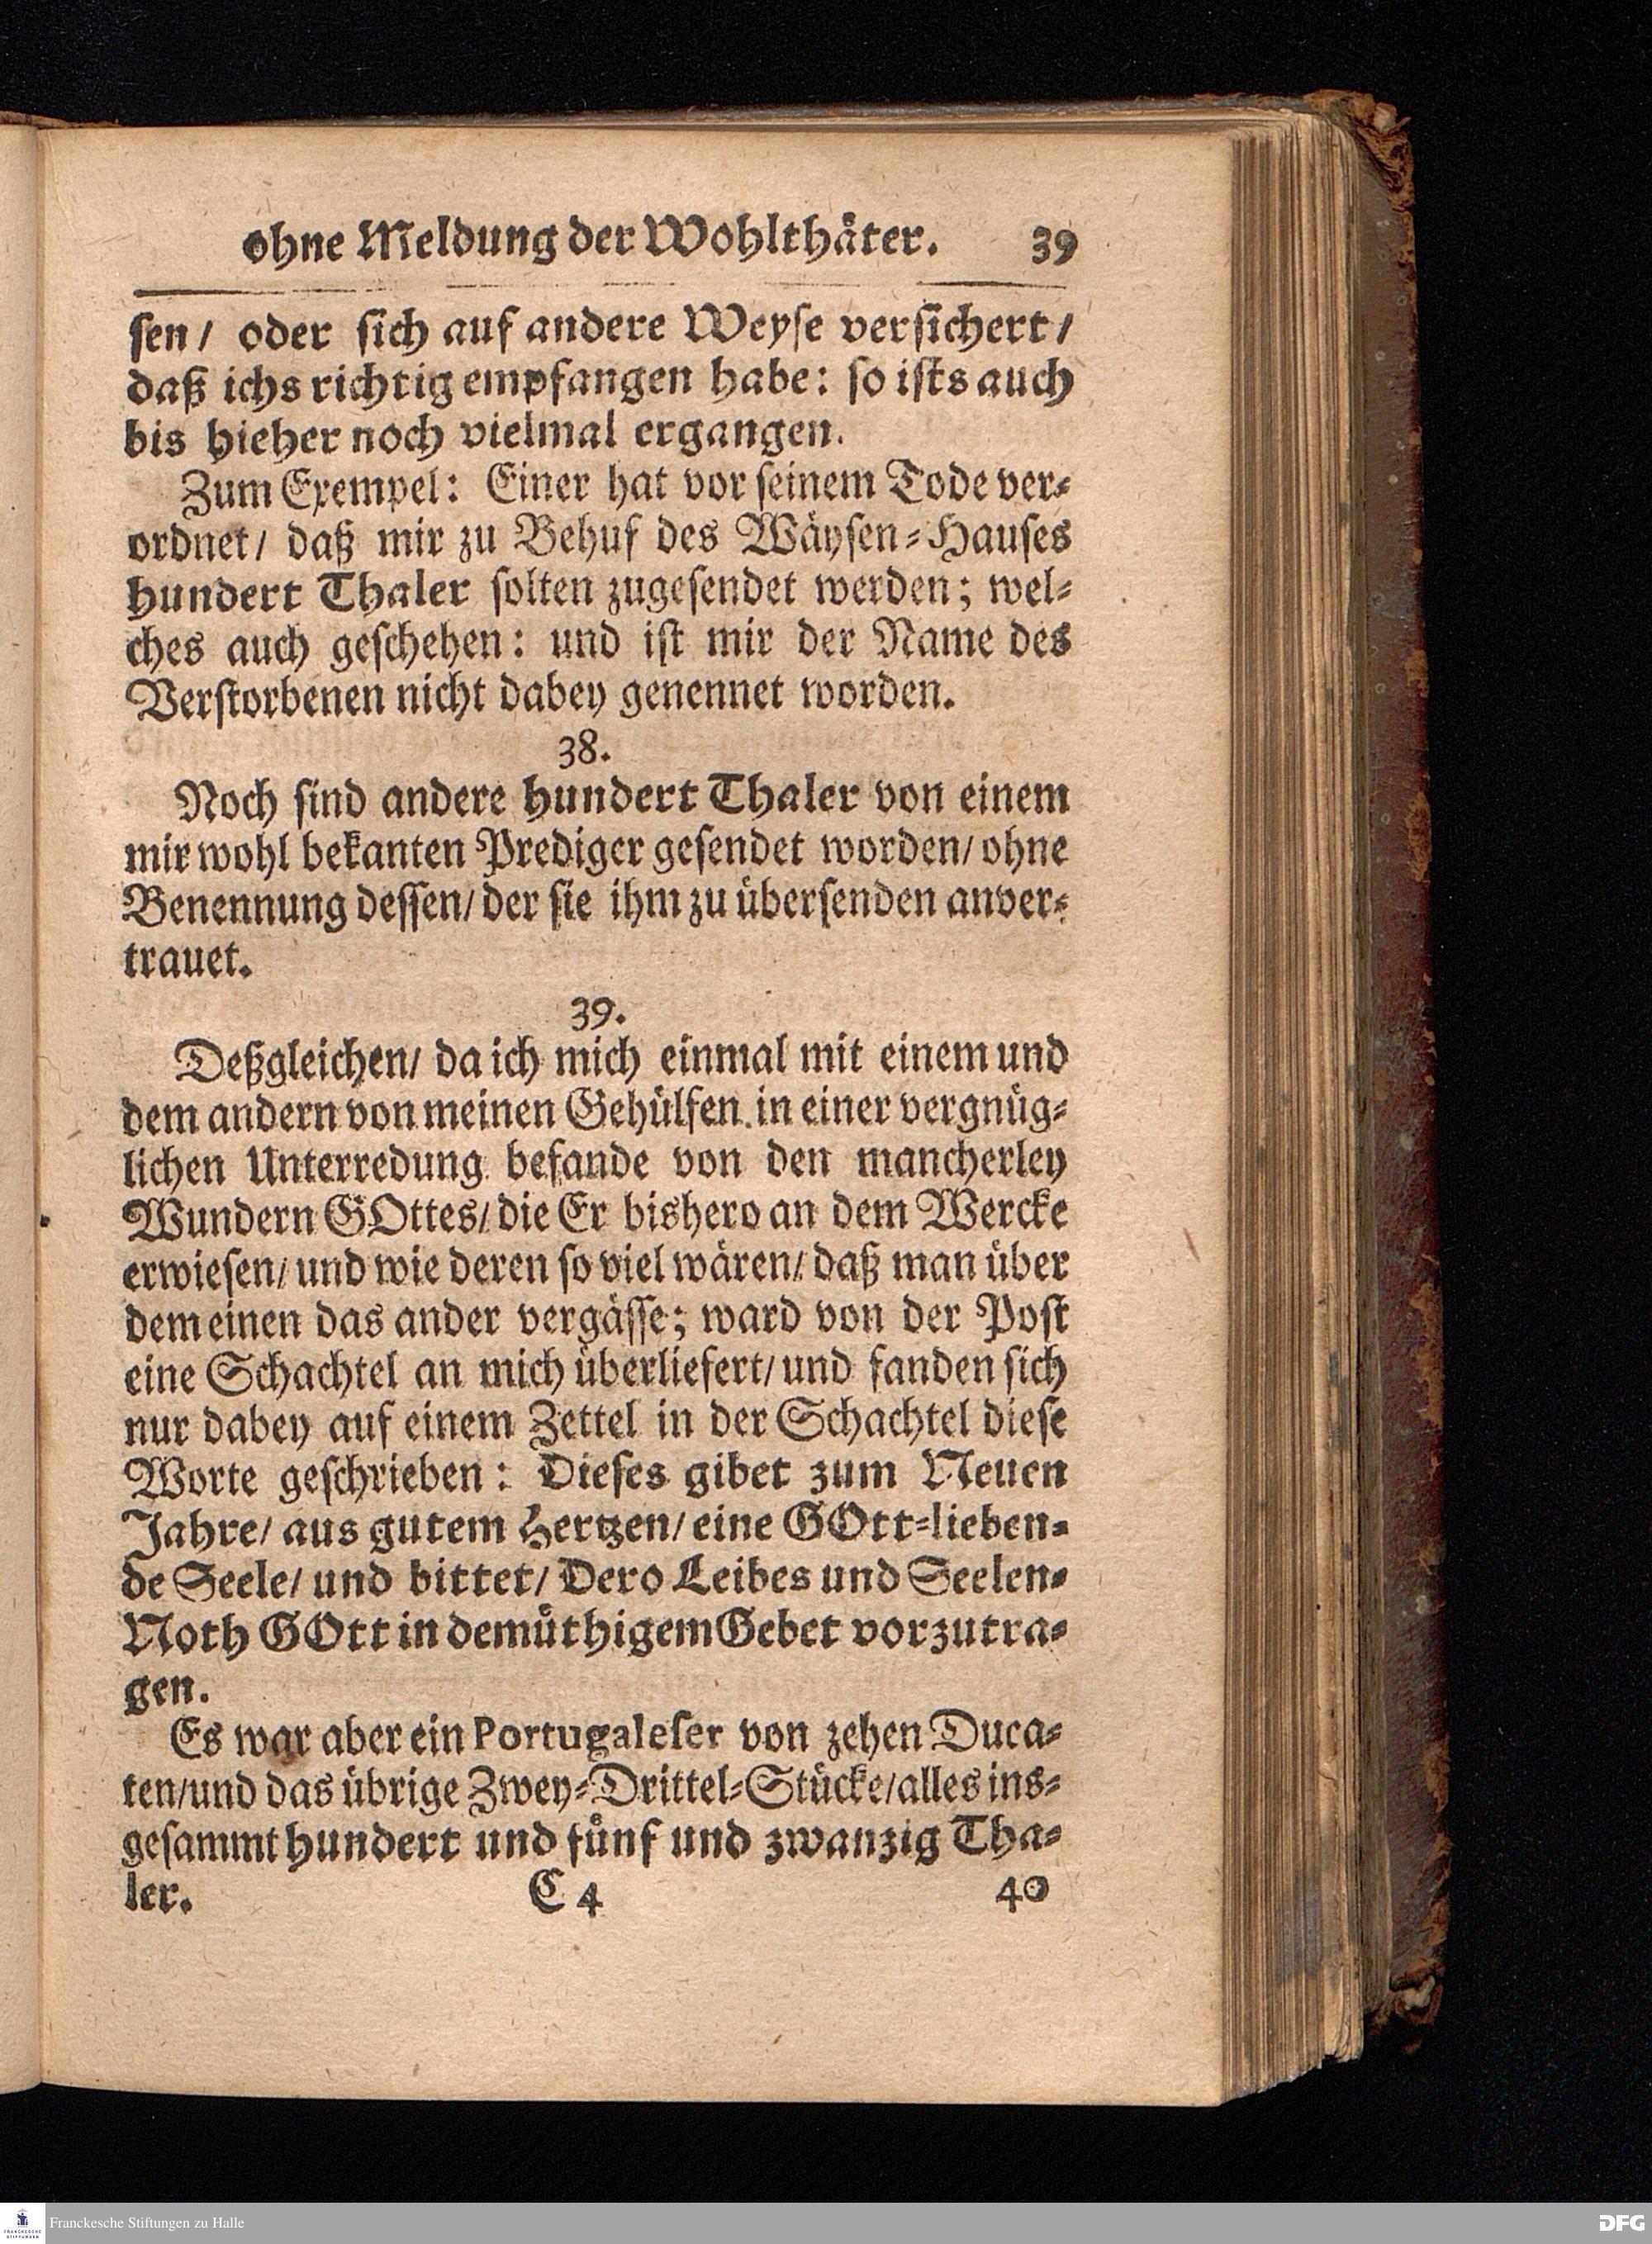 ohne Meldung der Wohlthäter. 39
sen/ oder sich auf andere Weyse versichert/
daß ichs richtig empfangen habe: so ists auch
bis hieher noch vielmal ergangen.
Zum Exempel: Einer hat vor seinem Tode ver-
ordnet/ daß mir zu Behuf des Wäysen-Hauses
hundert Thaler solten zugesendet werden; wel-
ches auch geschehen: und ist mir der Name des
Verstorbenen nicht dabey genennet worden.
38.
Noch sind andere hundert Thaler von einem
mir wohl bekanten Prediger gesendet worden/ ohne
Benennung dessen/ der sie ihm zu übersenden anver-
trauet.
39.
Deßgleichen/ da ich mich einmal mit einem und
dem andern von meinen Gehülfen in einer vergnüg-
lichen Unterredung befande von den mancherley
Wundern GOttes/ die Er bishero an dem Wercke
erwiesen/ und wie deren so viel wären/ daß man über
dem einen das ander vergässe; ward von der Post
eine Schachtel an mich überliefert/ und fanden sich
nur dabey auf einem Zettel in der Schachtel diese
Worte geschrieben: Dieses gibet zum Neuen
Jahre/ aus gutem Hertzen/ eine GOtt-lieben-
de Seele/ und bittet/ Dero Leibes und Seelen-
Noth GOtt in demüthigem Gebet vorzutra-
gen.
Es war aber ein Portugaleser von zehen Duca-
ten/und das übrige Zwey-Drittel-Stücke/alles ins-
gesammt hundert und fünf und zwanzig Tha-
ler. C 4 40
Franckesche Stiftungen zu Halle
DFG